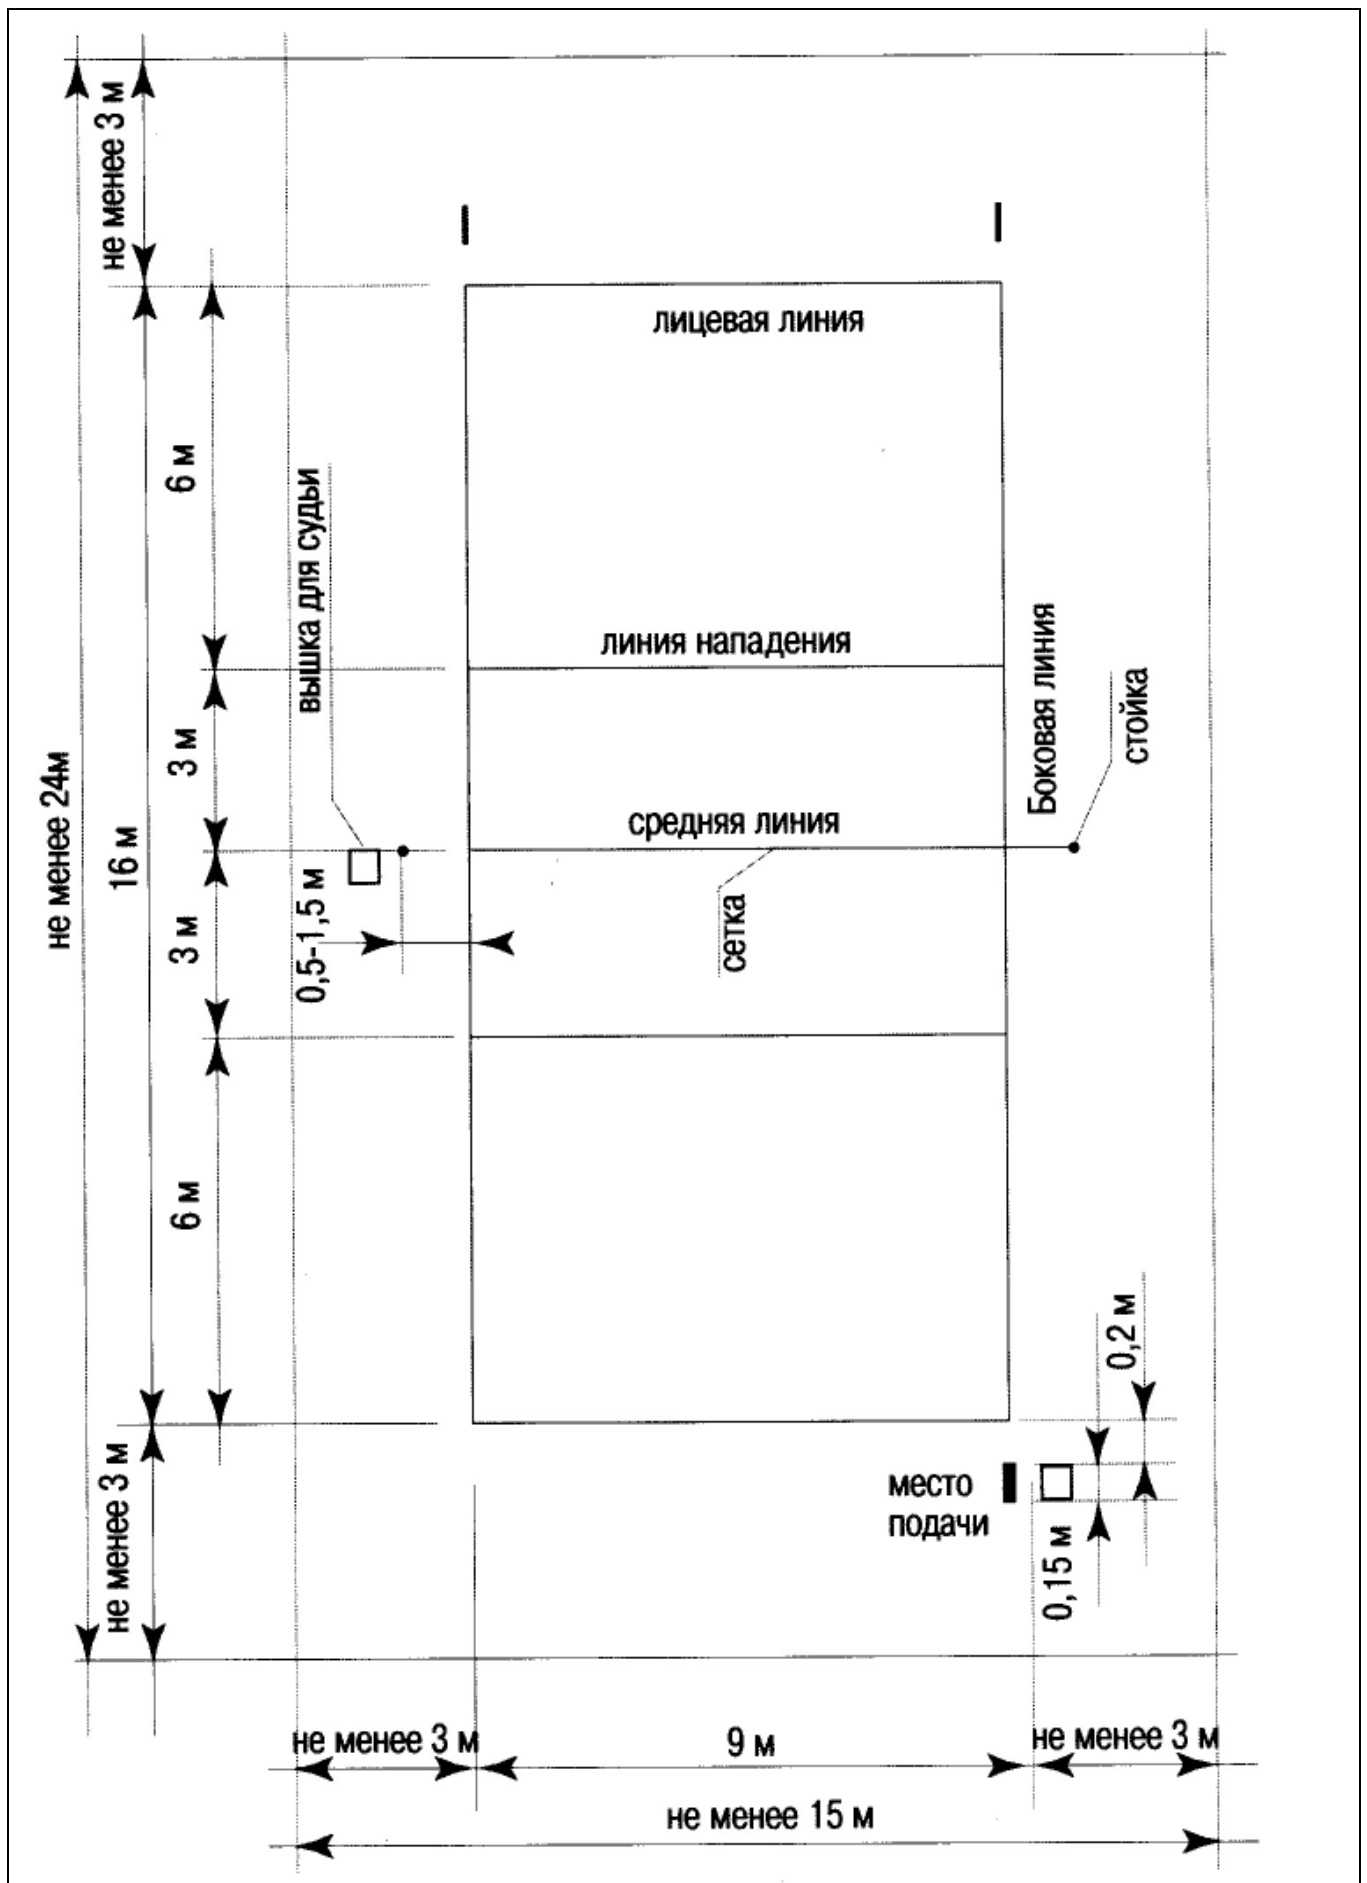 не менее 3 м
лицевая линия
6 м
вышка для судьи
линия нападения
Боковая линия
стойка
3 м
не менее 24м
16 м
средняя линия
3 м
0,5-1,5 м
сетка
6 м
0,2 м
не менее 3 м
место
подачи
0,15 м
не менее 3 м
9 м
не менее 3 м
не менее 15 м